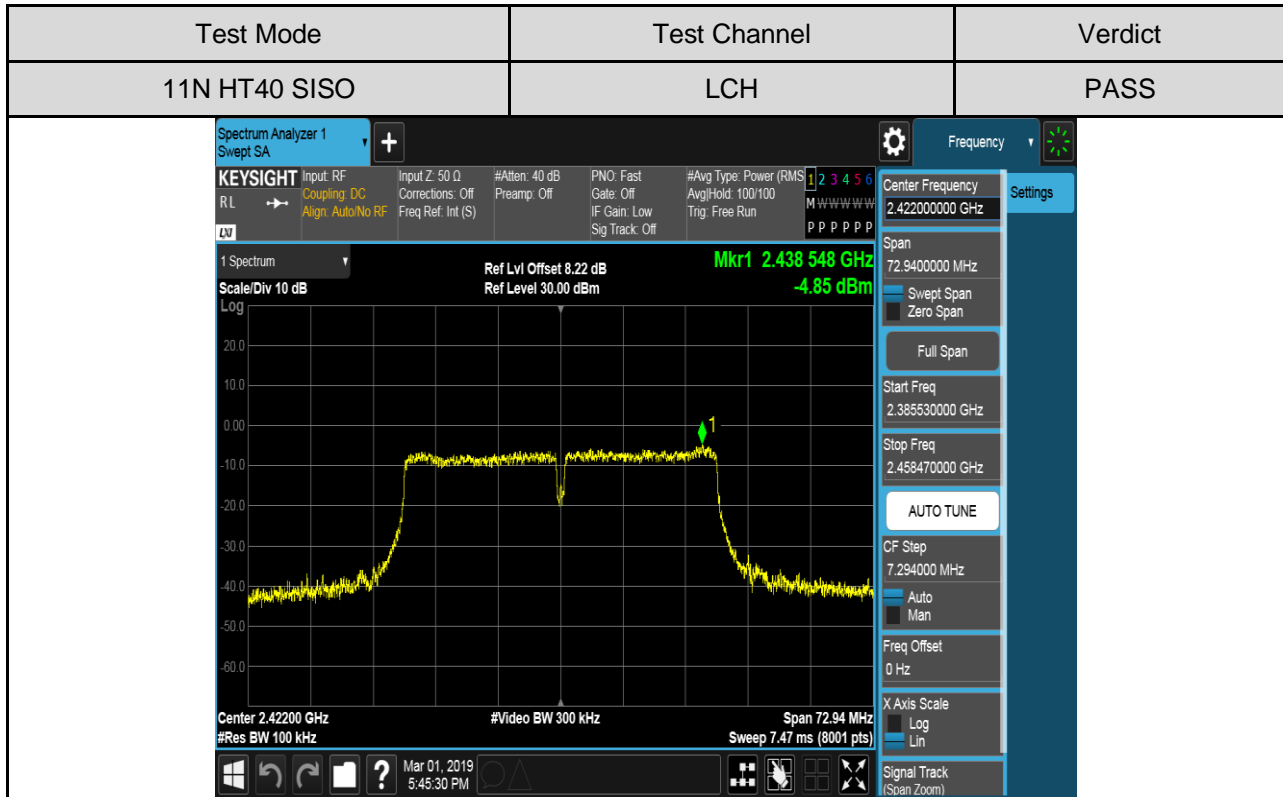 Test Mode Test Channel Verdict
11N HT40 SISO LCH PASS
Spectrum Analyzer 1
Swept SA
+
Frequency
KEYSIGHT
RL
LXI
Input: RF
Coupling: DC
Align: Auto/No RF
Input Z: 50 Ω
Corrections: Off
Freq Ref: Int (S)
#Atten: 40 dB
Preamp: Off
PNO: Fast
Gate: Off
IF Gain: Low
Sig Track: Off
#Avg Type: Power (RMS
Avg|Hold: 100/100
Trig: Free Run
1 2 3 4 5 6
M W W W W W
P P P P P P
1 Spectrum
Scale/Div 10 dB
Ref Lvl Offset 8.22 dB
Ref Level 30.00 dBm
Mkr1 2.438 548 GHz
-4.85 dBm
Log
20.0
10.0
0.00
-10.0
-20.0
-30.0
-40.0
-50.0
-60.0
1
Center 2.42200 GHz
#Res BW 100 kHz
#Video BW 300 kHz
Span 72.94 MHz
Sweep 7.47 ms (8001 pts)
Center Frequency
2.422000000 GHz
Span
72.9400000 MHz
Swept Span
Zero Span
Full Span
Start Freq
2.385530000 GHz
Stop Freq
2.458470000 GHz
AUTO TUNE
CF Step
7.294000 MHz
Auto
Man
Freq Offset
0 Hz
X Axis Scale
Log
Lin
Signal Track
(Span Zoom)
Settings
?
Mar 01, 2019
5:45:30 PM